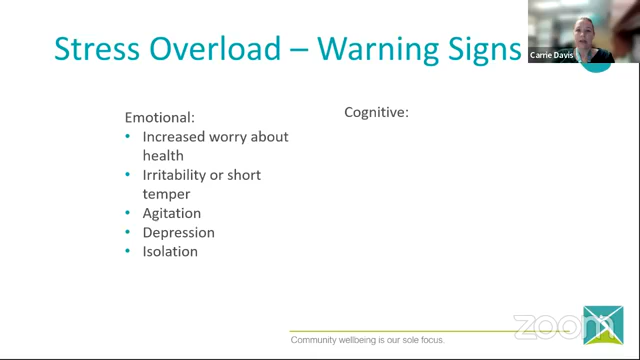 Stress Overload – Warning Signs
Carrie Davis
Emotional:
• Increased worry about
health
• Irritability or short
temper
• Agitation
• Depression
• Isolation
Cognitive:
Community wellbeing is our sole focus.
zoom